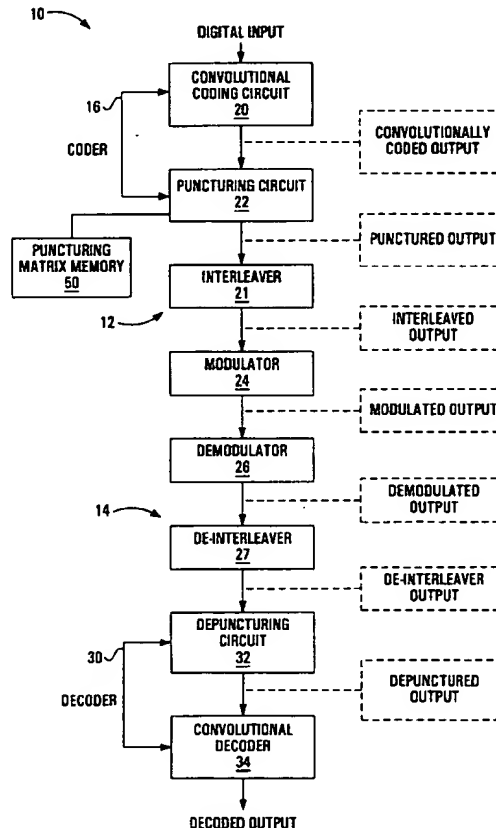 10
DIGITAL INPUT
CONVOLUTIONAL
CODING CIRCUIT
20
16
CODER
CONVOLUTIONALLY
CODED OUTPUT
PUNCTURING CIRCUIT
22
PUNCTURED OUTPUT
PUNCTURING
MATRIX MEMORY
50
INTERLEAVER
21
12
INTERLEAVED
OUTPUT
MODULATOR
24
MODULATED OUTPUT
DEMODULATOR
26
DEMODULATED
OUTPUT
14
DE-INTERLEAVER
27
DE-INTERLEAVER
OUTPUT
DEPUNCTURING
CIRCUIT
32
30
DECODER
DEPUNCTURED
OUTPUT
CONVOLUTIONAL
DECODER
34
DECODED OUTPUT